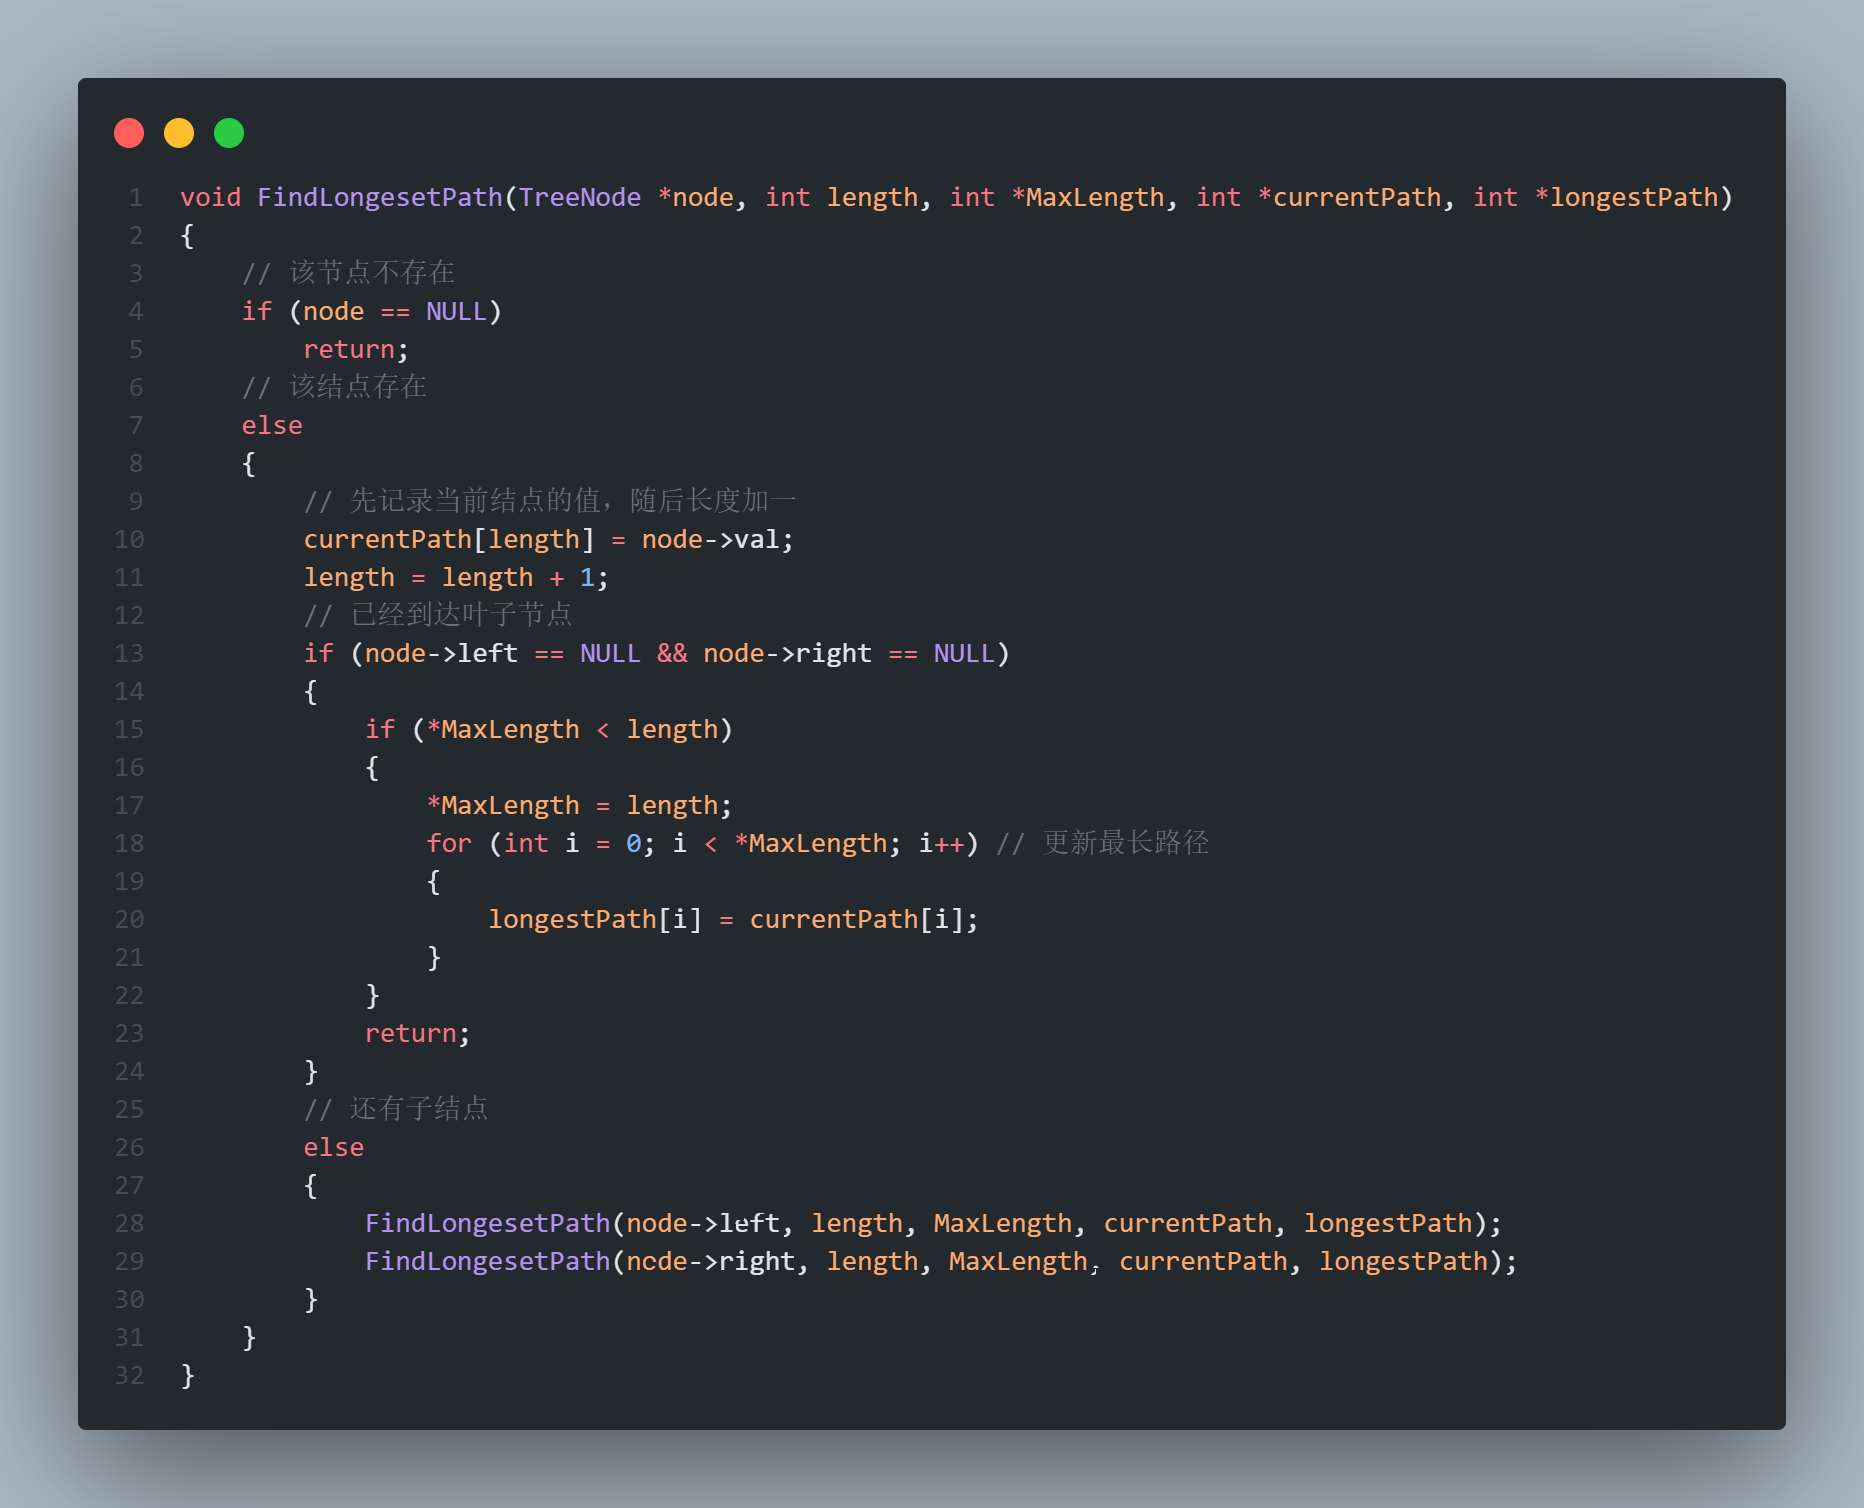 1 void FindLongesetPath(TreeNode *node, int length, int *MaxLength, int *currentPath, int *longestPath)
2 {
3     // 该节点不存在
4     if (node == NULL)
5         return;
6     // 该结点存在
7     else
8     {
9         // 先记录当前结点的值，随后长度加一
10         currentPath[length] = node->val;
11         length = length + 1;
12         // 已经到达叶子节点
13         if (node->left == NULL && node->right == NULL)
14         {
15             if (*MaxLength < length)
16             {
17                 *MaxLength = length;
18                 for (int i = 0; i < *MaxLength; i++) // 更新最长路径
19                 {
20                     longestPath[i] = currentPath[i];
21                 }
22             }
23             return;
24         }
25         // 还有子结点
26         else
27         {
28             FindLongesetPath(node->left, length, MaxLength, currentPath, longestPath);
29             FindLongesetPath(node->right, length, MaxLength, currentPath, longestPath);
30         }
31     }
32 }